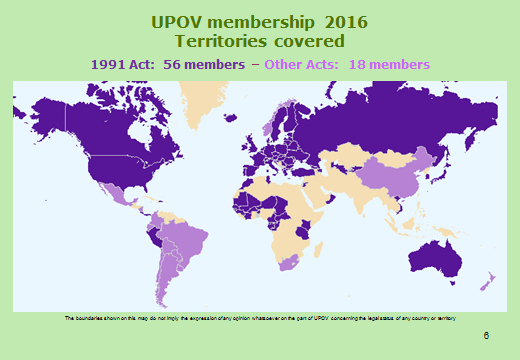 UPOV membership 2016
Territories covered
1991 Act: 56 members – Other Acts: 18 members
The boundaries shown on this map do not imply the expression of any opinion whatsoever on the part of UPOV concerning the legal status of any country or territory
6